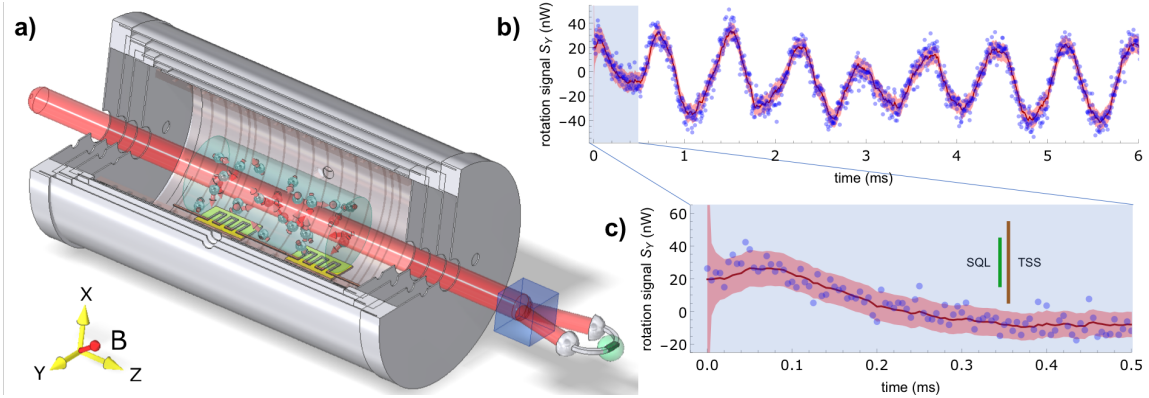 a)
X
B
Y
Z
b)
rotation signal S_Y (nW)
40
20
0
−20
−40
0
1
2
3
4
5
6
time (ms)
c)
rotation signal S_Y (nW)
60
40
20
0
−20
SQL
TSS
0.0
0.1
0.2
0.3
0.4
0.5
time (ms)